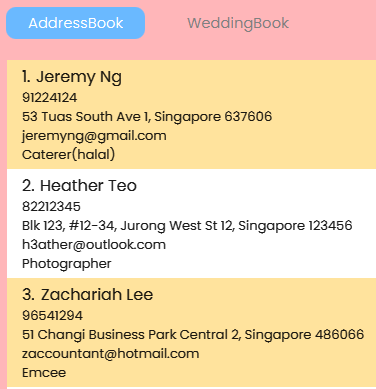 AddressBook WeddingBook
1. Jeremy Ng
91224124
53 Tuas South Ave 1, Singapore 637606
jeremyng@gmail.com
Caterer(halal)
2. Heather Teo
82212345
Blk 123, #12-34, Jurong West St 12, Singapore 123456
h3ather@outlook.com
Photographer
3. Zachariah Lee
96541294
51 Changi Business Park Central 2, Singapore 486066
zaccountant@hotmail.com
Emcee